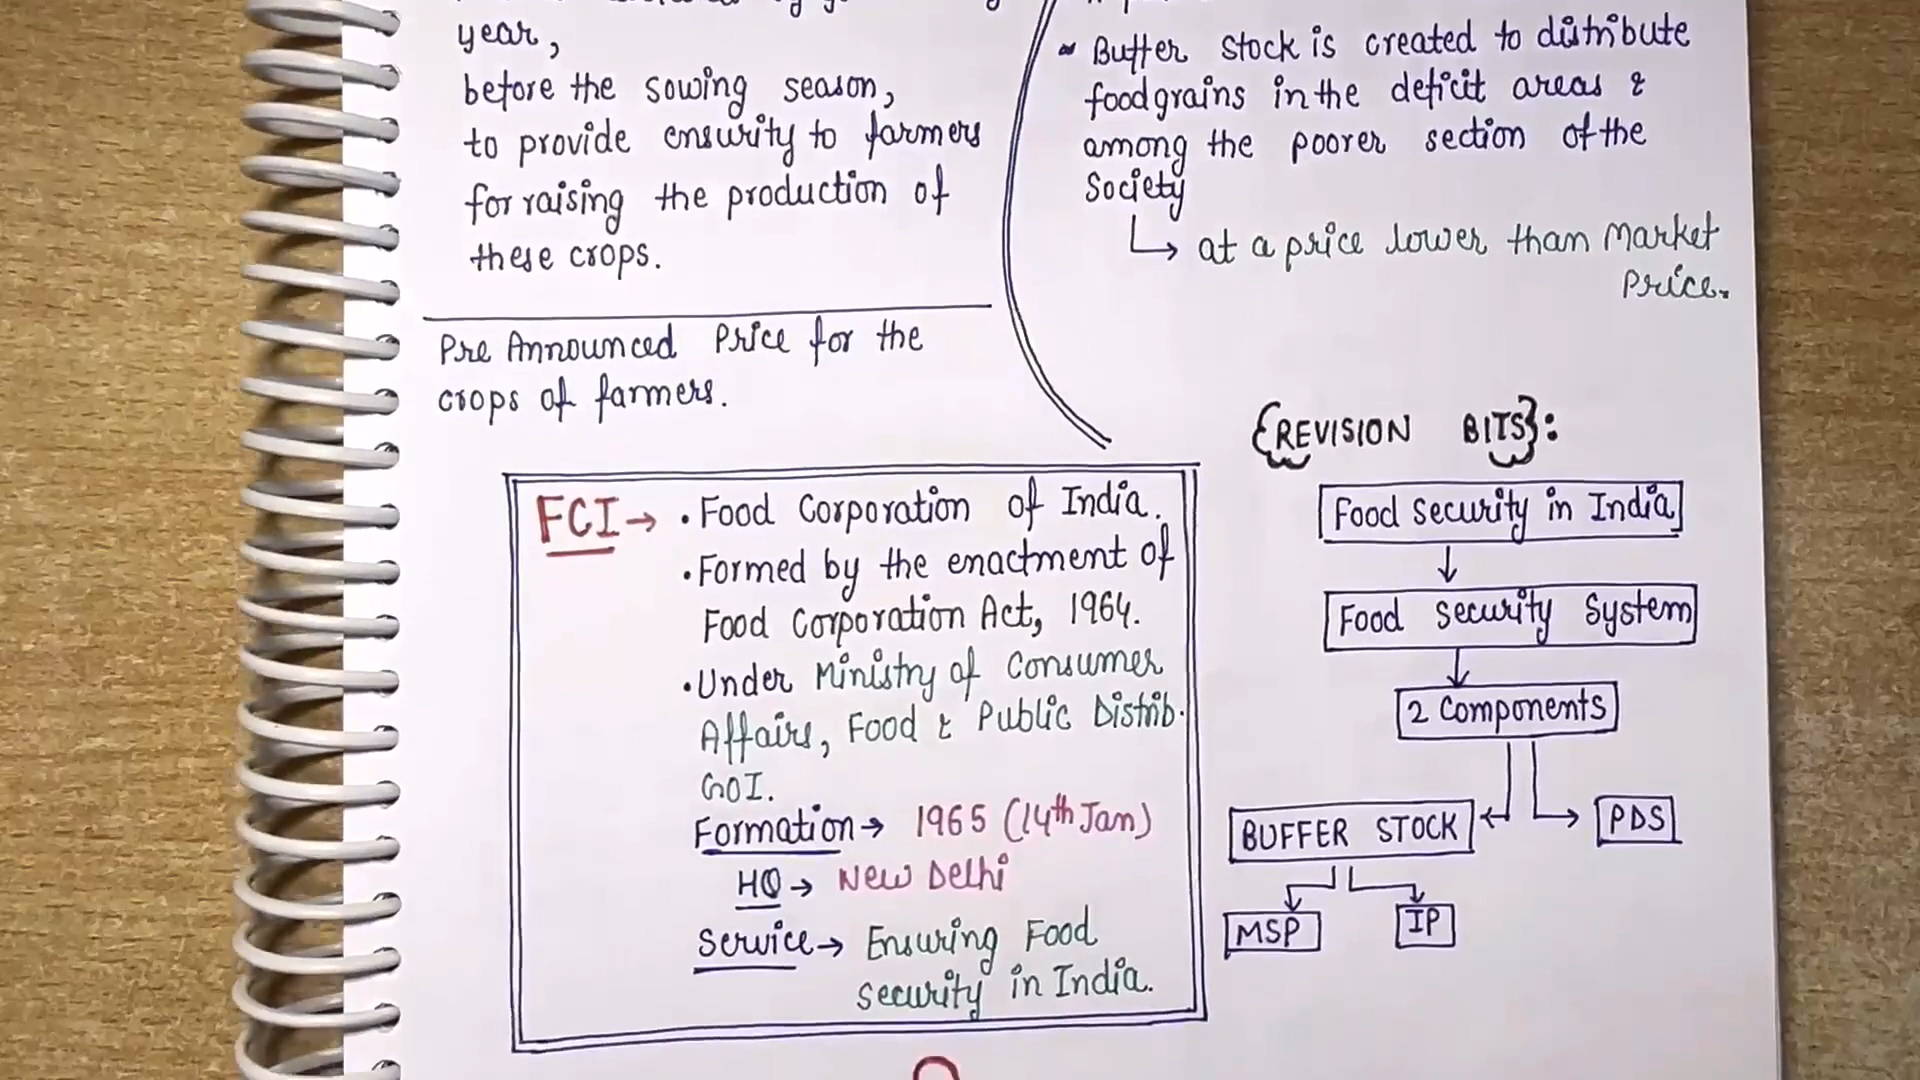 year,
before the sowing season,
to provide ensurity to farmers
for raising the production of
these crops.
Pre Announced Price for the
crops of farmers.
Buffer stock is created to distribute
foodgrains in the deficit areas &
among the poorer section of the
Society
↳ at a price lower than Market
Price.
FCI → • Food Corporation of India.
• Formed by the enactment of
Food Corporation Act, 1964.
• Under Ministry of Consumer
Affairs, Food & Public Distrib.
GOI.
Formation → 1965 (14th Jan)
HQ → New Delhi
Service → Ensuring Food
security in India.
{REVISION BITS}:
Food Security in India
Food Security System
2 Components
BUFFER STOCK
PDS
MSP
IP